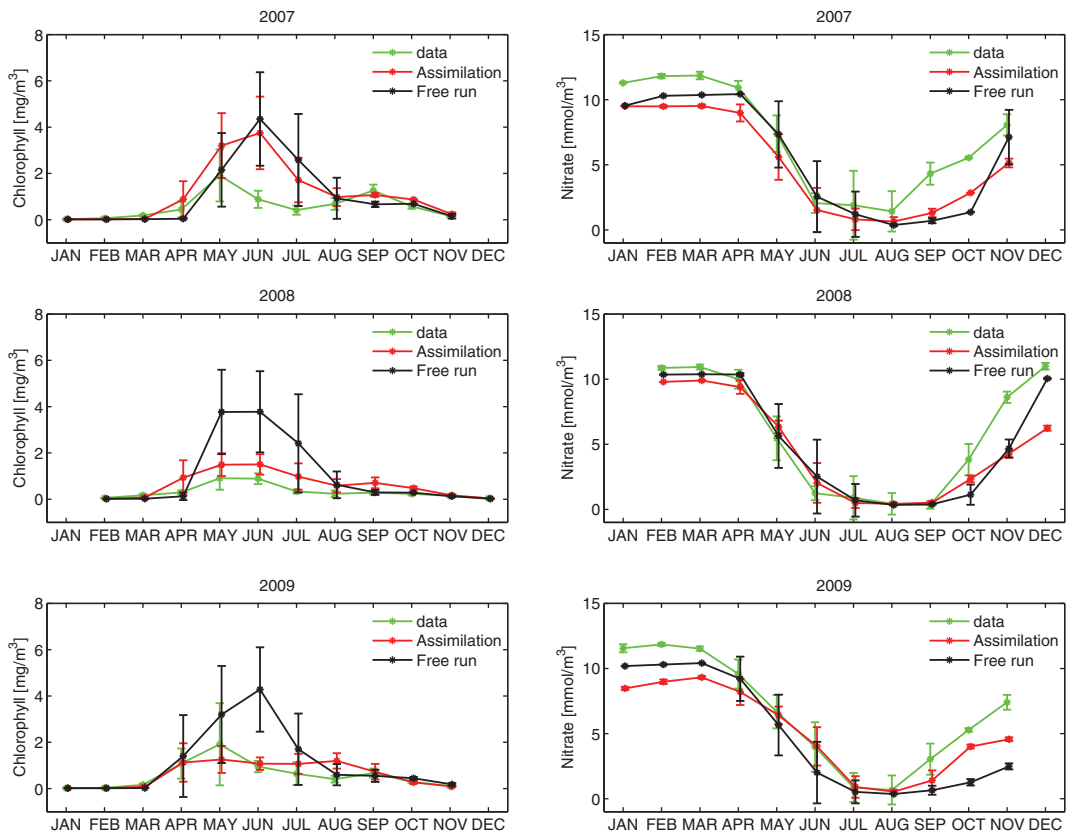 2007
Chlorophyll [mg/m³]
8
6
4
2
0
data
Assimilation
Free run
JAN FEB MAR APR MAY JUN JUL AUG SEP OCT NOV DEC
2007
Nitrate [mmol/m³]
15
10
5
0
data
Assimilation
Free run
JAN FEB MAR APR MAY JUN JUL AUG SEP OCT NOV DEC
2008
Chlorophyll [mg/m³]
8
6
4
2
0
data
Assimilation
Free run
JAN FEB MAR APR MAY JUN JUL AUG SEP OCT NOV DEC
2008
Nitrate [mmol/m³]
15
10
5
0
data
Assimilation
Free run
JAN FEB MAR APR MAY JUN JUL AUG SEP OCT NOV DEC
2009
Chlorophyll [mg/m³]
8
6
4
2
0
data
Assimilation
Free run
JAN FEB MAR APR MAY JUN JUL AUG SEP OCT NOV DEC
2009
Nitrate [mmol/m³]
15
10
5
0
data
Assimilation
Free run
JAN FEB MAR APR MAY JUN JUL AUG SEP OCT NOV DEC